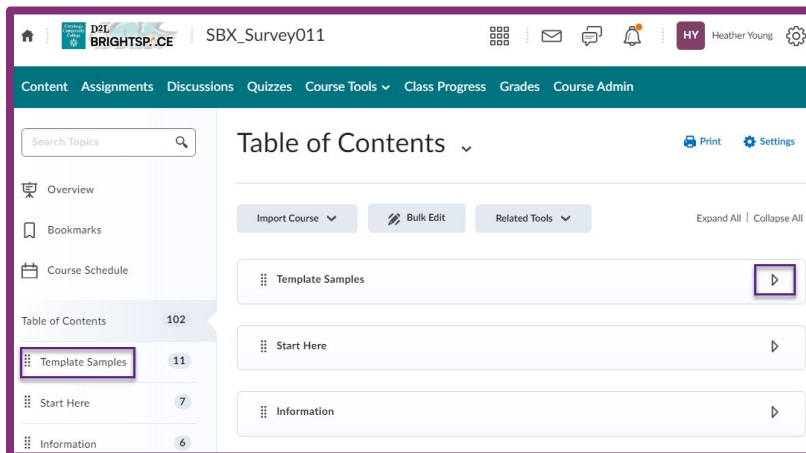 D2L
BRIGHTSPACE
SBX_Survey011
HY
Heather Young
Content Assignments Discussions Quizzes Course Tools Class Progress Grades Course Admin
Search Topics
Overview
Bookmarks
Course Schedule
Table of Contents 102
Template Samples 11
Start Here 7
Information 6
Table of Contents
Print Settings
Import Course Bulk Edit Related Tools Expand All | Collapse All
Template Samples
Start Here
Information